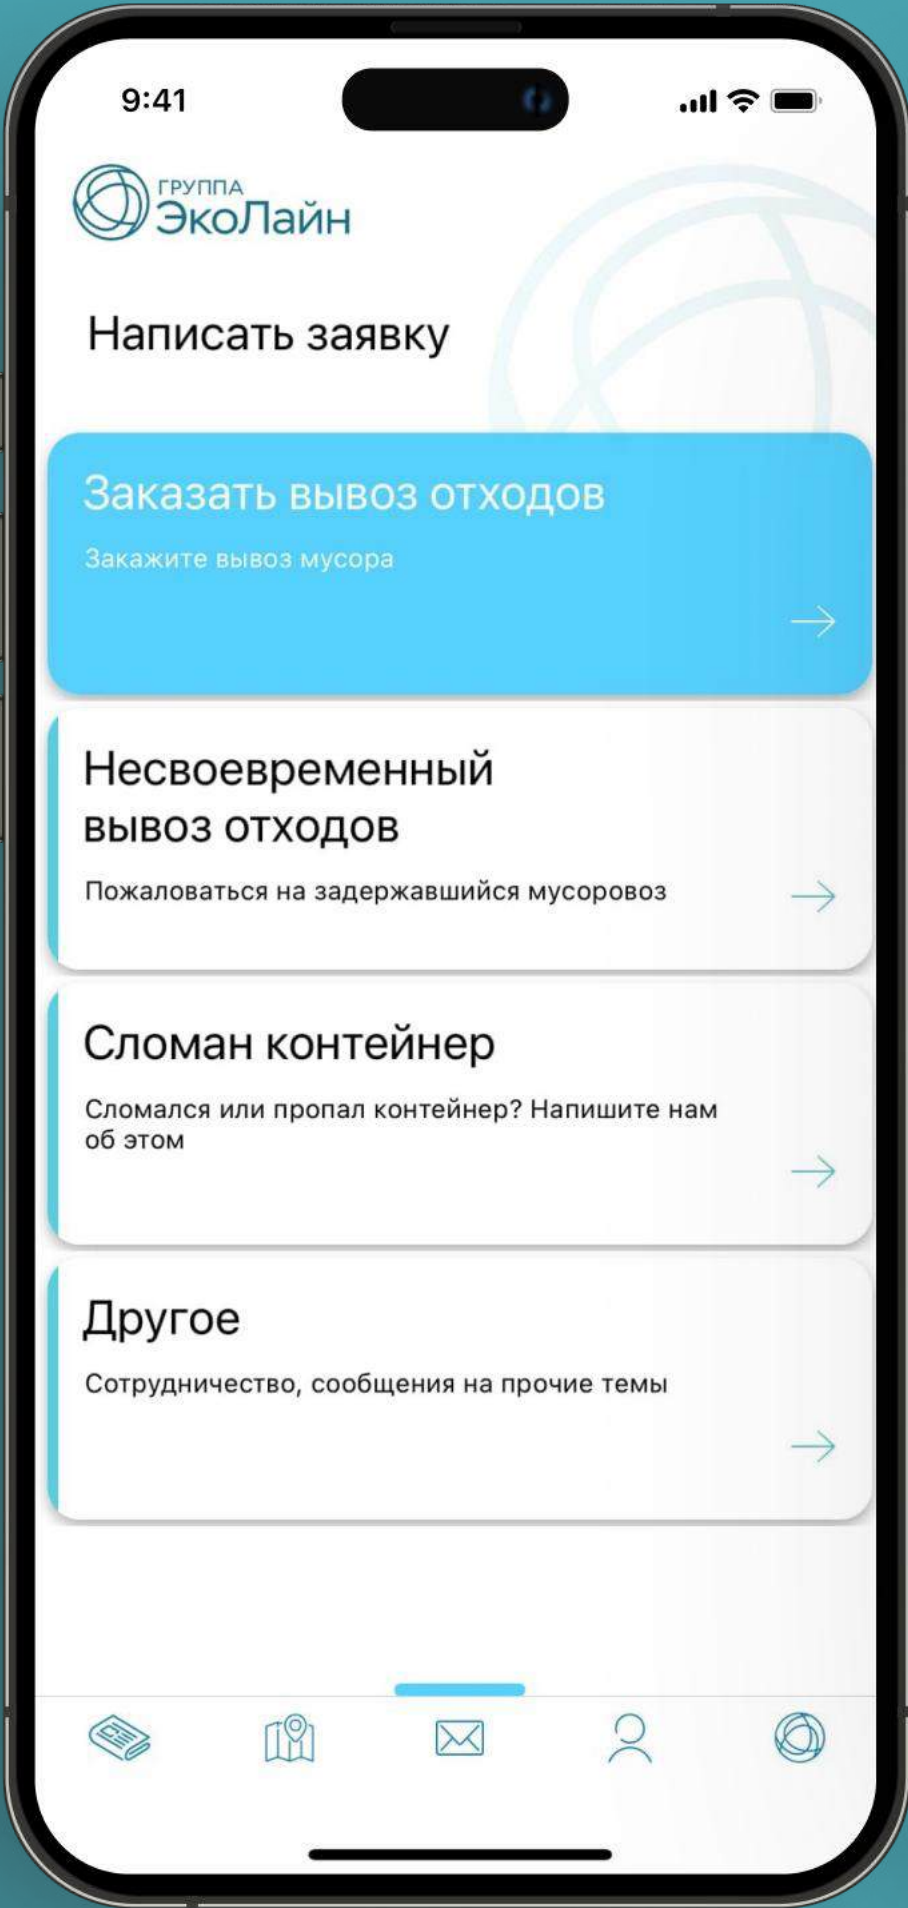 9:41
ГРУППА
ЭкоЛайн
Написать заявку
Заказать вывоз отходов
Закажите вывоз мусора
Несвоевременный
вывоз отходов
Пожаловаться на задержавшийся мусоровоз
Сломан контейнер
Сломался или пропал контейнер? Напишите нам
об этом
Другое
Сотрудничество, сообщения на прочие темы